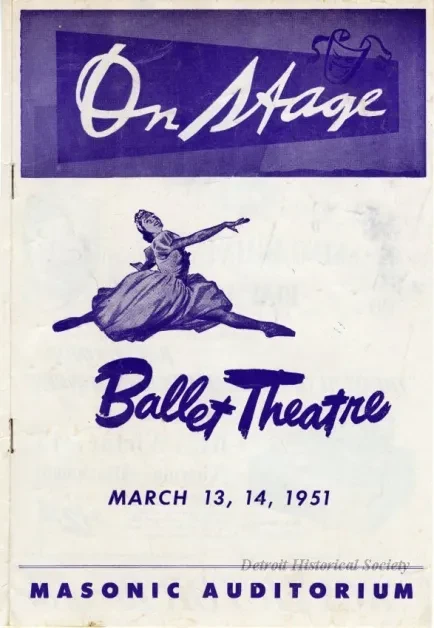 On Stage
Ballet Theatre
MARCH 13, 14, 1951
Detroit Historical Society
MASONIC AUDITORIUM